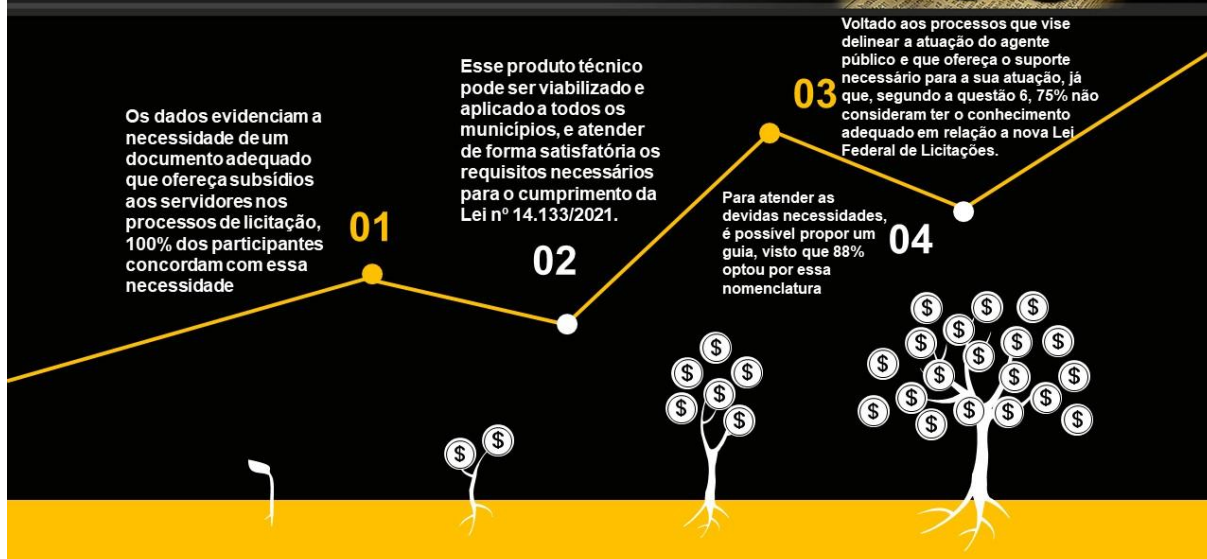 Os dados evidenciam a
necessidade de um
documento adequado
que ofereça subsídios
aos servidores nos
processos de licitação,
100% dos participantes
concordam com essa
necessidade
01
Esse produto técnico
pode ser viabilizado e
aplicado a todos os
municípios, e atender
de forma satisfatória os
requisitos necessários
para o cumprimento da
Lei nº 14.133/2021.
02
Voltado aos processos que vise
delinear a atuação do agente
público e que ofereça o suporte
necessário para a sua atuação, já
que, segundo a questão 6, 75% não
consideram ter o conhecimento
adequado em relação a nova Lei
Federal de Licitações.
03
Para atender as
devidas necessidades,
é possível propor um
guia, visto que 88%
optou por essa
nomenclatura
04
$ $
$ $ $ $ $ $
$ $ $ $ $ $ $ $ $ $ $ $ $ $ $ $ $